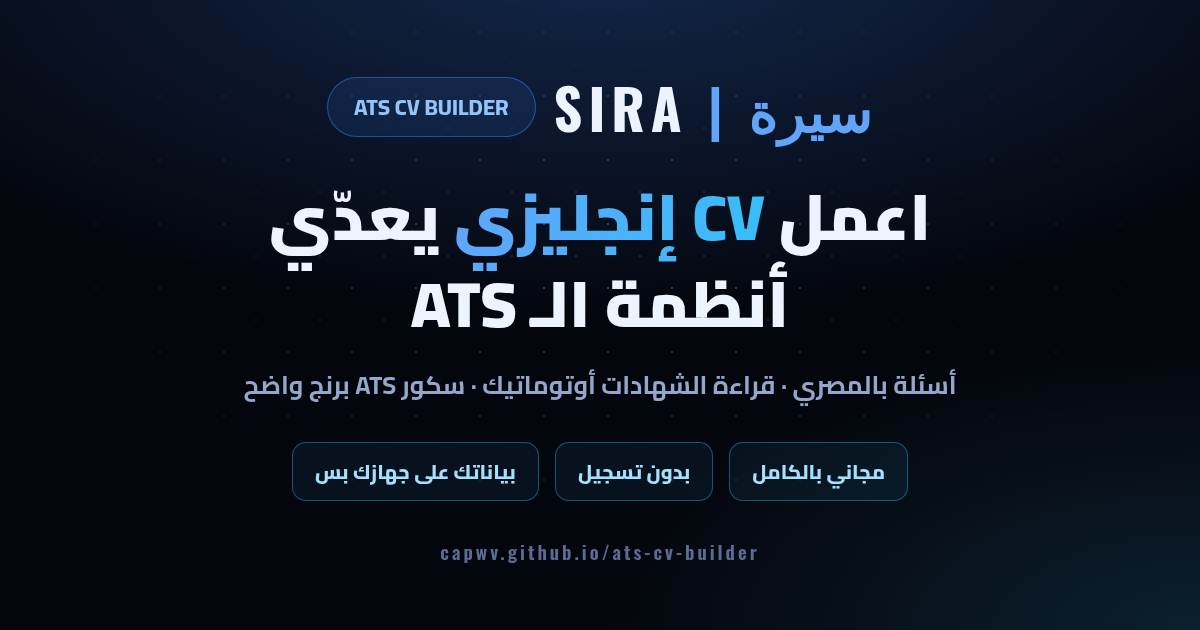 سيرة | SIRA ATS CV BUILDER
اعمل CV إنجليزي يعدّي
أنظمة الـ ATS
أسئلة بالمصري · قراءة الشهادات أوتوماتيك · سكور ATS برنج واضح
مجاني بالكامل
بدون تسجيل
بياناتك على جهازك بس
capwv.github.io/ats-cv-builder